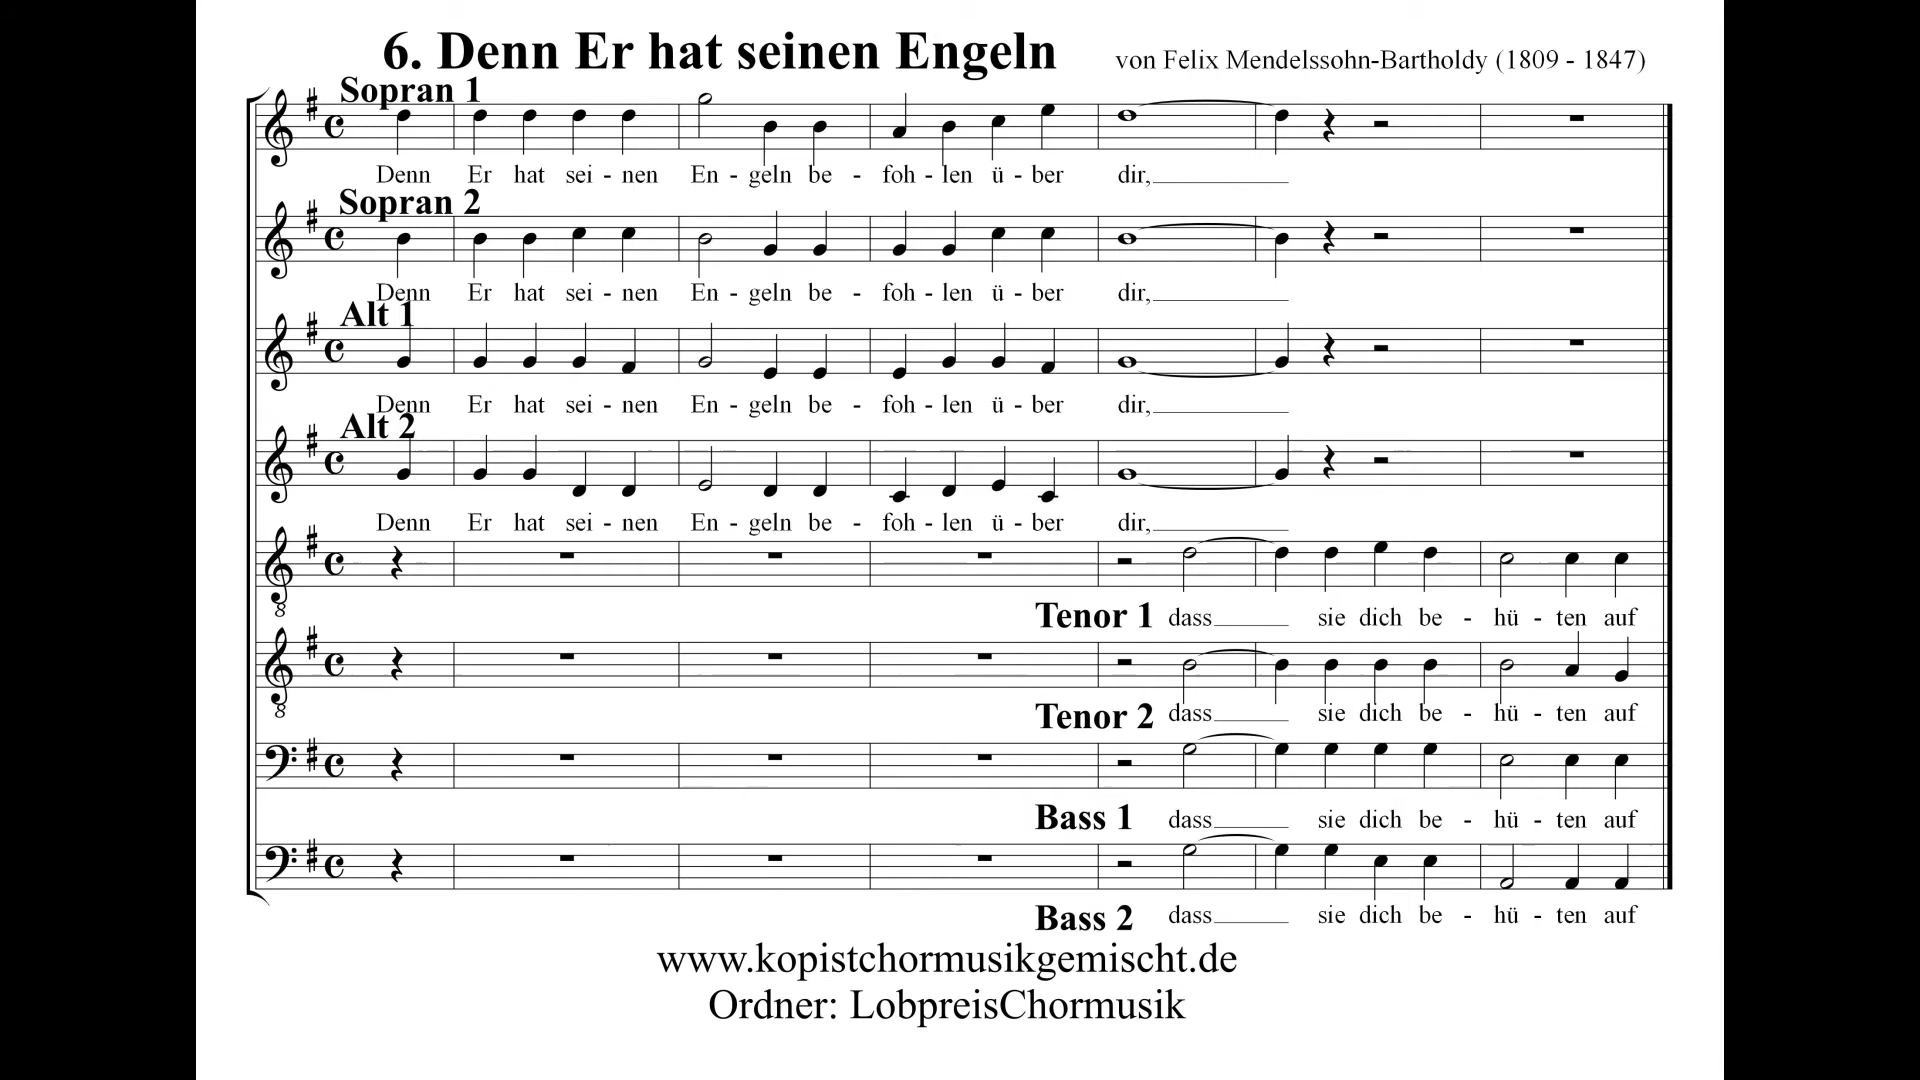 6. Denn Er hat seinen Engeln
von Felix Mendelssohn-Bartholdy (1809 - 1847)
Sopran 1
Denn Er hat sei - nen En - geln be - foh - len ü - ber dir,
Sopran 2
Denn Er hat sei - nen En - geln be - foh - len ü - ber dir,
Alt 1
Denn Er hat sei - nen En - geln be - foh - len ü - ber dir,
Alt 2
Denn Er hat sei - nen En - geln be - foh - len ü - ber dir,
8
Tenor 1 dass sie dich be - hü - ten auf
8
Tenor 2 dass sie dich be - hü - ten auf
Bass 1 dass sie dich be - hü - ten auf
Bass 2 dass sie dich be - hü - ten auf
www.kopistchormusikgemischt.de
Ordner: LobpreisChormusik